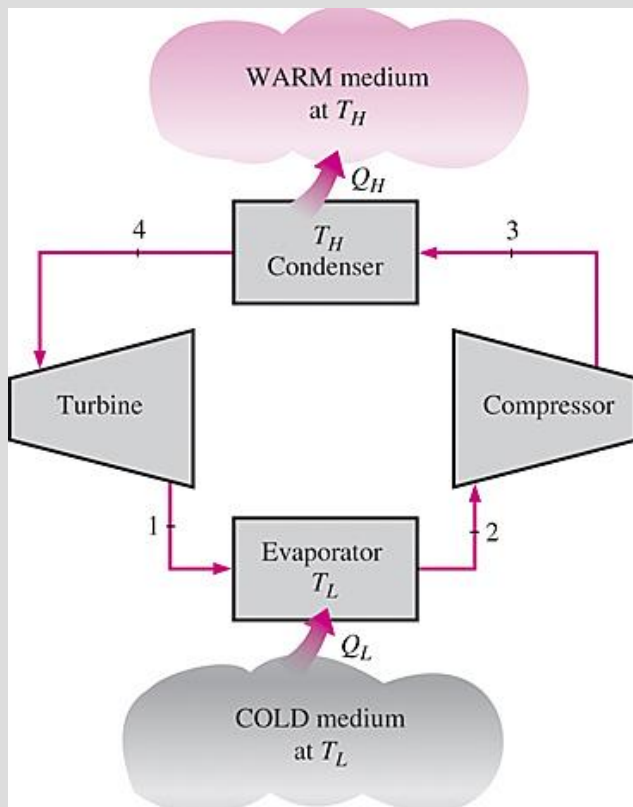 WARM medium
at T_H
Q_H
4
3
T_H
Condenser
Turbine
Compressor
1
2
Evaporator
T_L
Q_L
COLD medium
at T_L